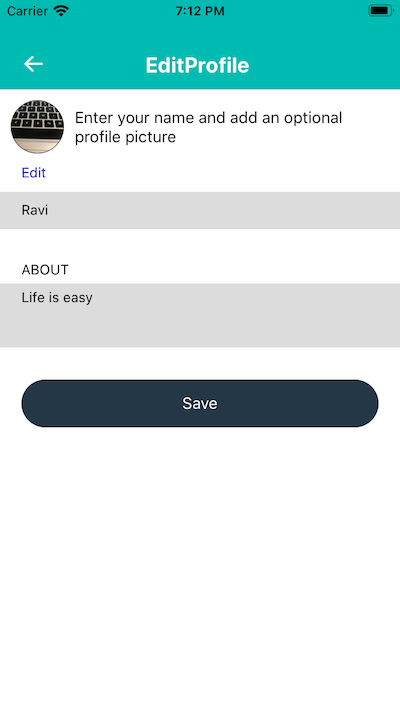 Carrier 7:12 PM
EditProfile
Enter your name and add an optional
profile picture
Edit
Ravi
ABOUT
Life is easy
Save